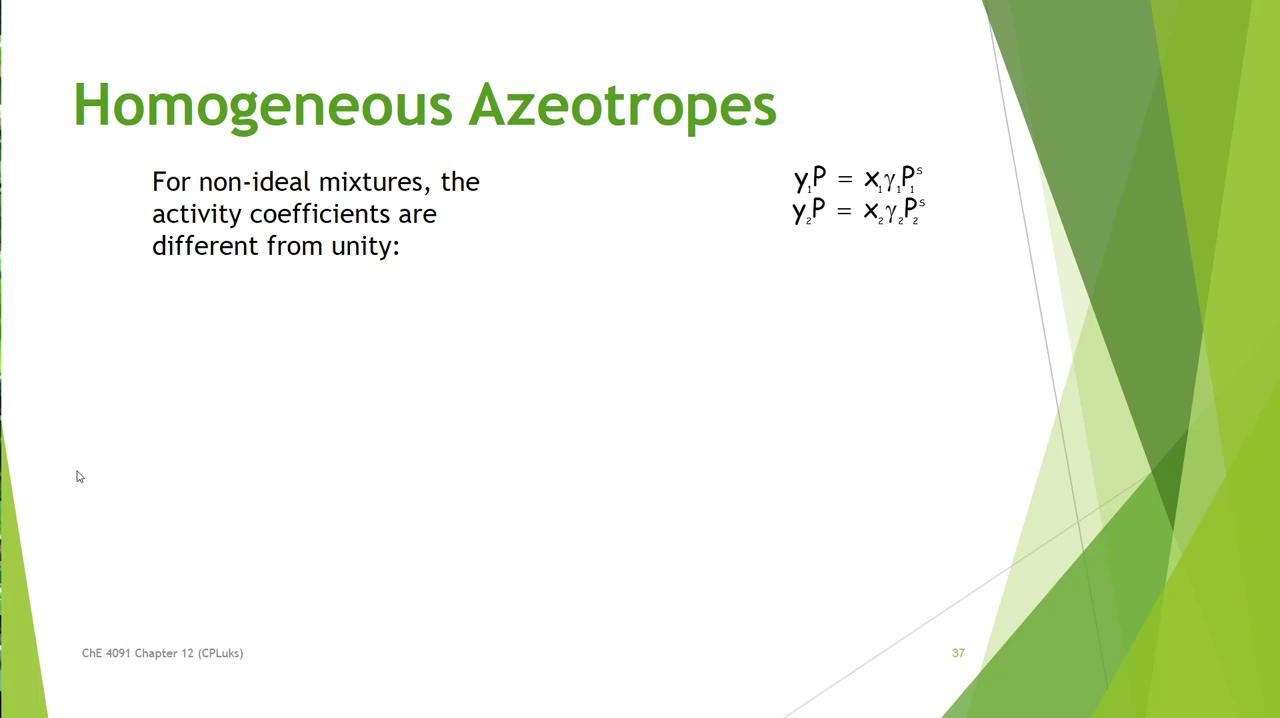 Homogeneous Azeotropes
For non-ideal mixtures, the
activity coefficients are
different from unity:
y₁P = x₁γ₁P₁ˢ
y₂P = x₂γ₂P₂ˢ
ChE 4091 Chapter 12 (CPLuks)
37